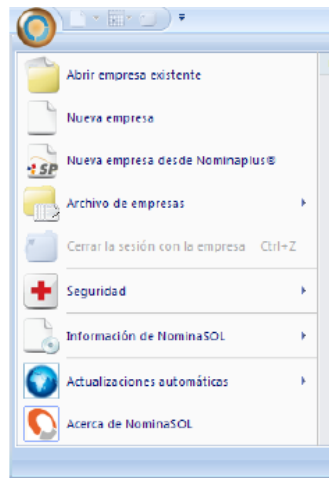 Abrir empresa existente
Nueva empresa
SP
Nueva empresa desde Nominaplus®
Archivo de empresas
Cerrar la sesión con la empresa Ctrl+Z
Seguridad
Información de NominaSOL
Actualizaciones automáticas
Acerca de NominaSOL